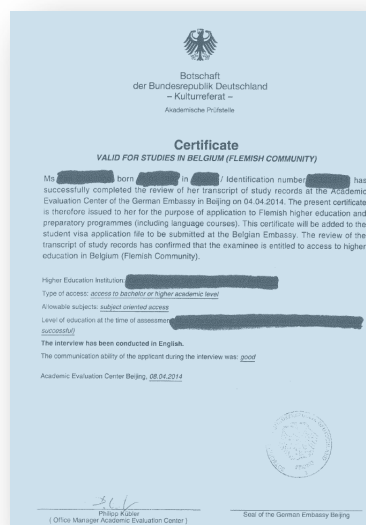 Botschaft
der Bundesrepublik Deutschland
– Kulturreferat –
Akademische Prüfstelle
Certificate
VALID FOR STUDIES IN BELGIUM (FLEMISH COMMUNITY)
Ms born in / Identification number has
successfully completed the review of her transcript of study records at the Academic
Evaluation Center of the German Embassy in Beijing on 04.04.2014. The present certificate
is therefore issued to her for the purpose of application to Flemish higher education and
preparatory programmes (including language courses). This certificate will be added to the
student visa application file to be submitted at the Belgian Embassy. The review of the
transcript of study records has confirmed that the examinee is entitled to access to higher
education in Belgium (Flemish Community).
Higher Education Institution:
Type of access: access to bachelor or higher academic level
Allowable subjects: subject oriented access
Level of education at the time of assessment
successful)
The interview has been conducted in English.
The communication ability of the applicant during the interview was: good
Academic Evaluation Center Beijing, 08.04.2014
Philipp Kübler
( Office Manager Academic Evaluation Center )
Seal of the German Embassy Beijing